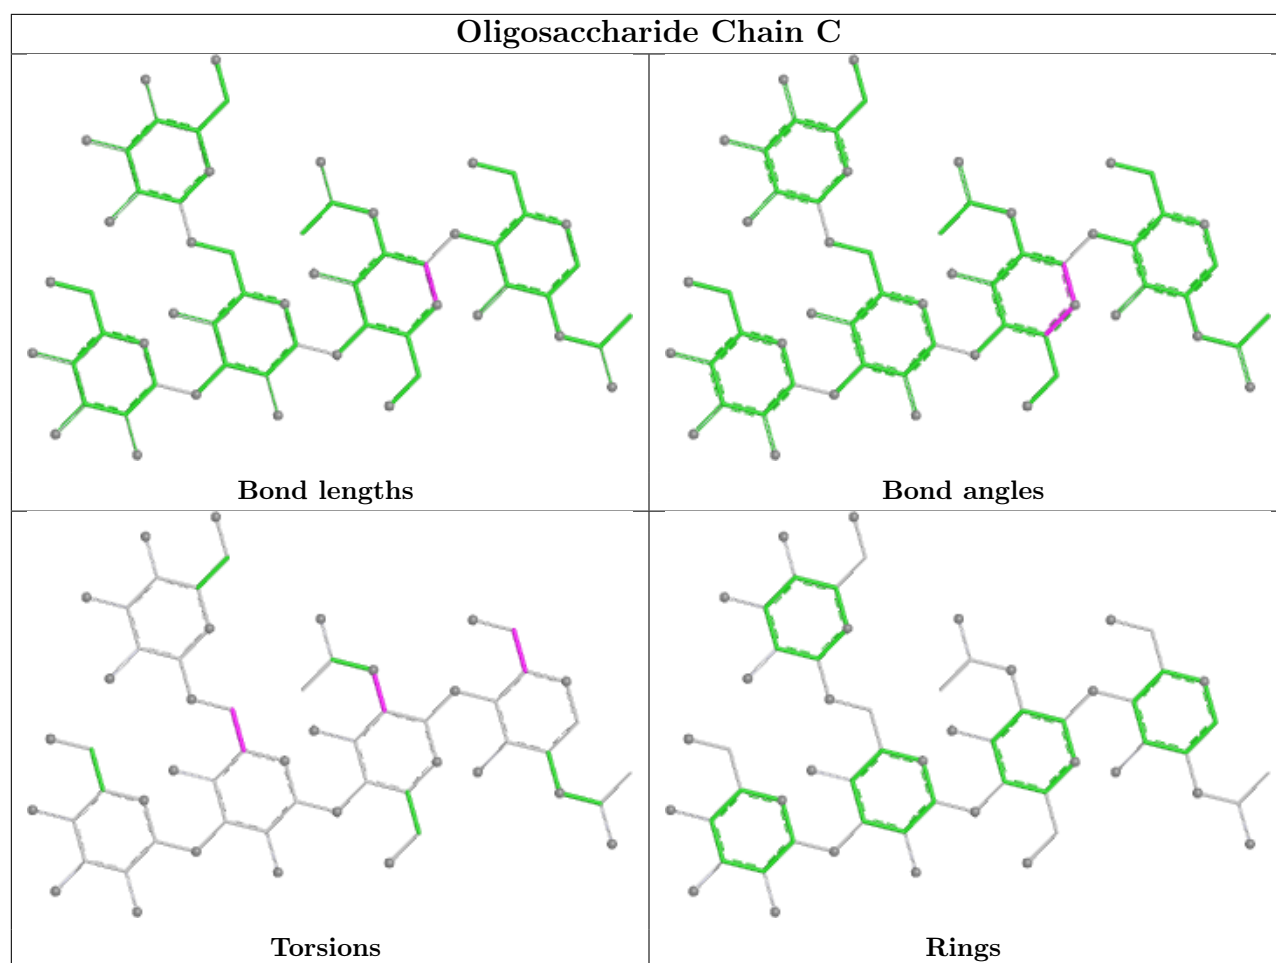 Oligosaccharide Chain C
Bond lengths
Bond angles
Torsions
Rings